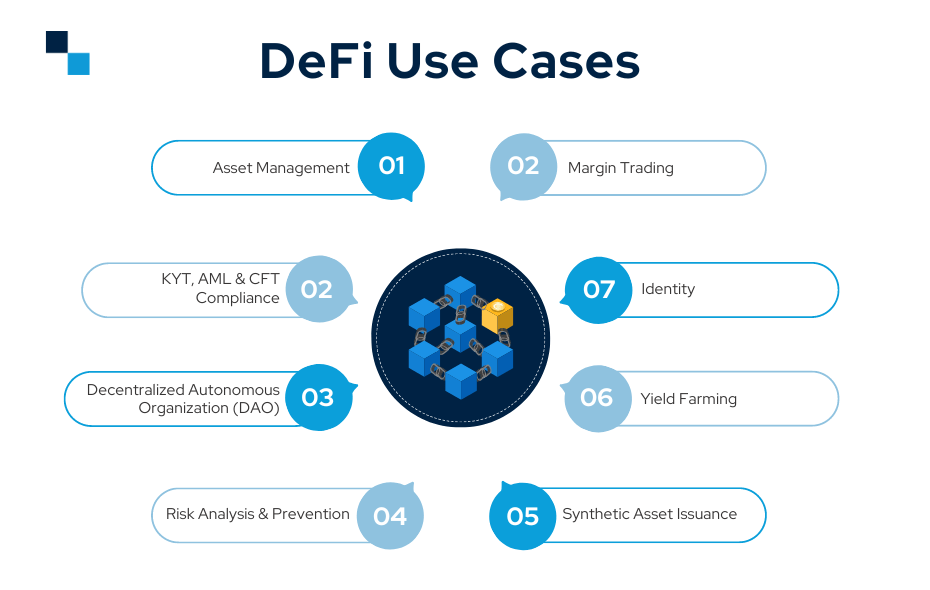 DeFi Use Cases
Asset Management 01
02 Margin Trading
KYT, AML & CFT
Compliance
02
07 Identity
Decentralized Autonomous
Organization (DAO)
03
06 Yield Farming
Risk Analysis & Prevention 04
05 Synthetic Asset Issuance